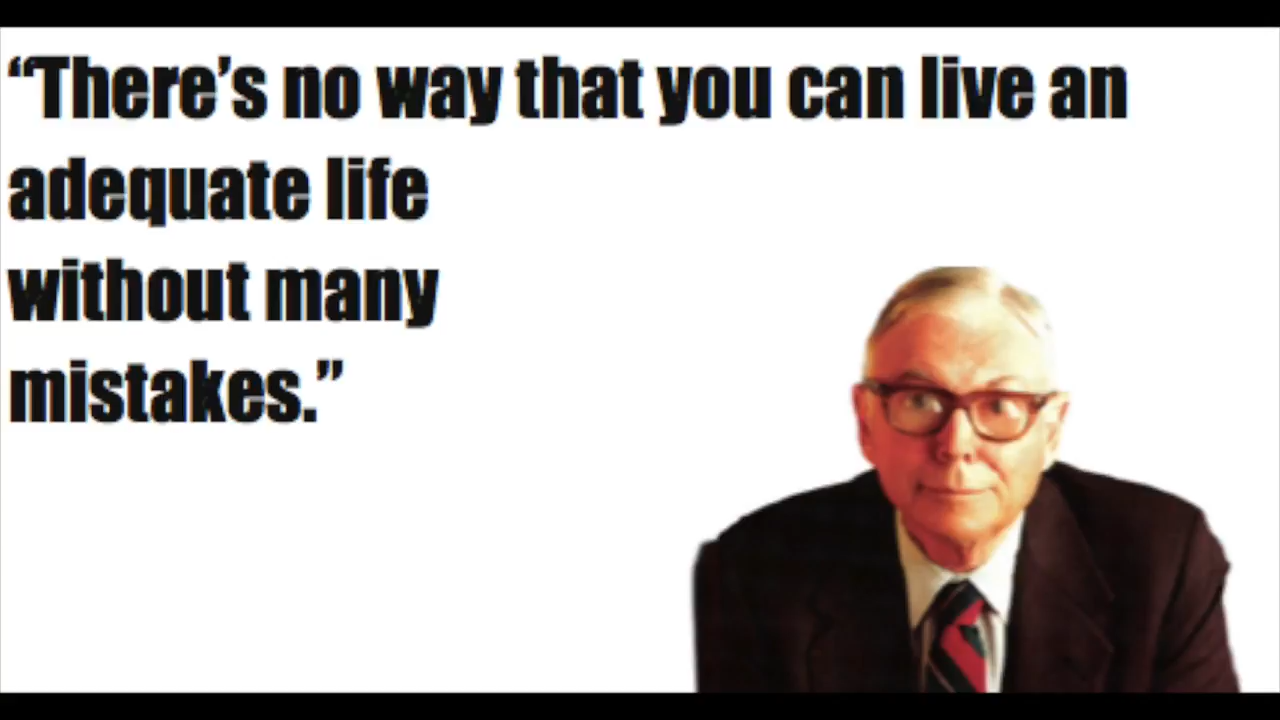 “There’s no way that you can live an
adequate life
without many
mistakes.”